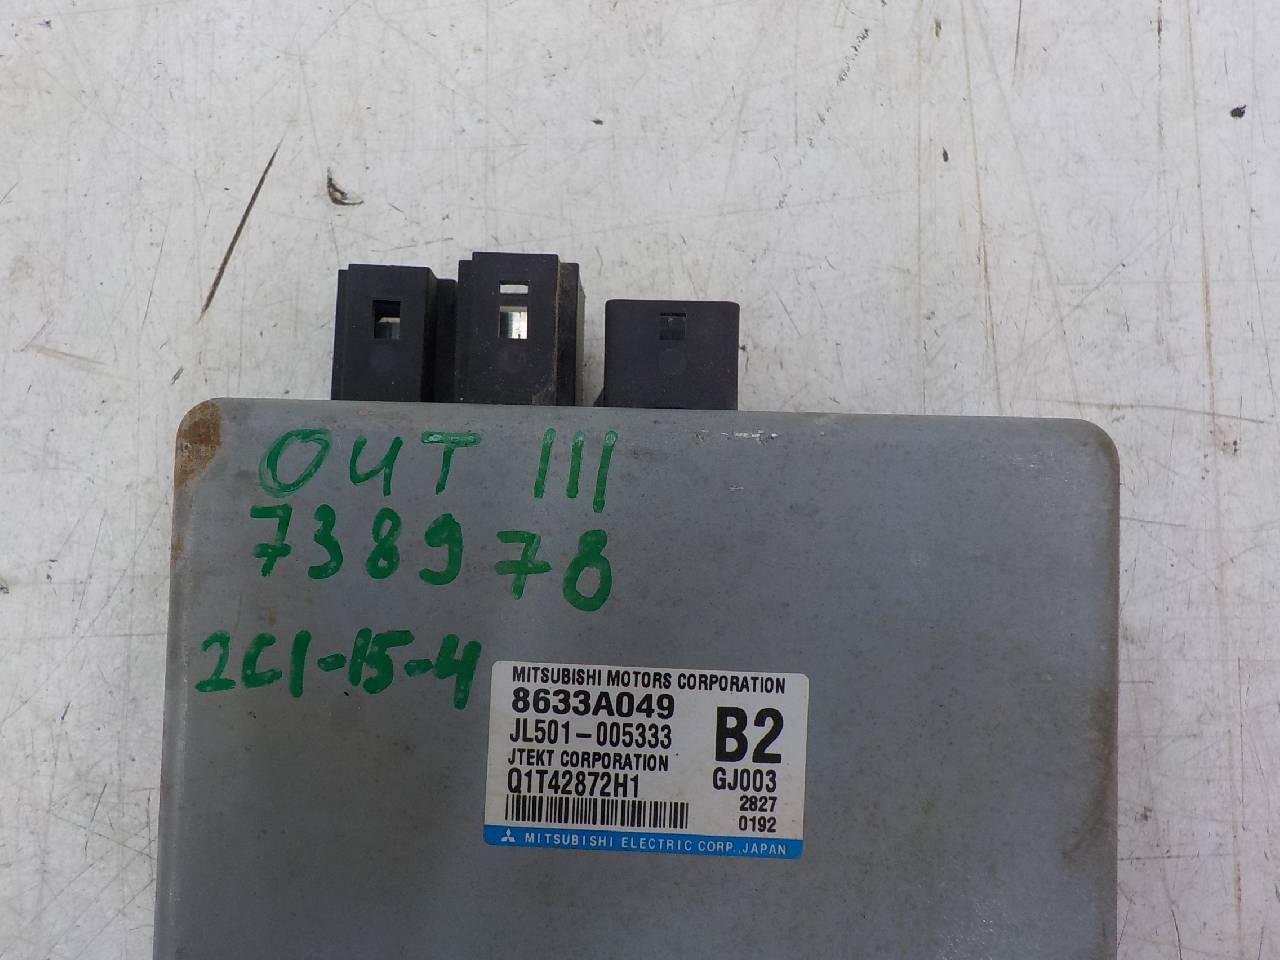 OUT III
738978
2C1-15-4
MITSUBISHI MOTORS CORPORATION
8633A049
JL501-005333
B2
JTEKT CORPORATION
Q1T42872H1
GJ003
2827
0192
MITSUBISHI ELECTRIC CORP., JAPAN